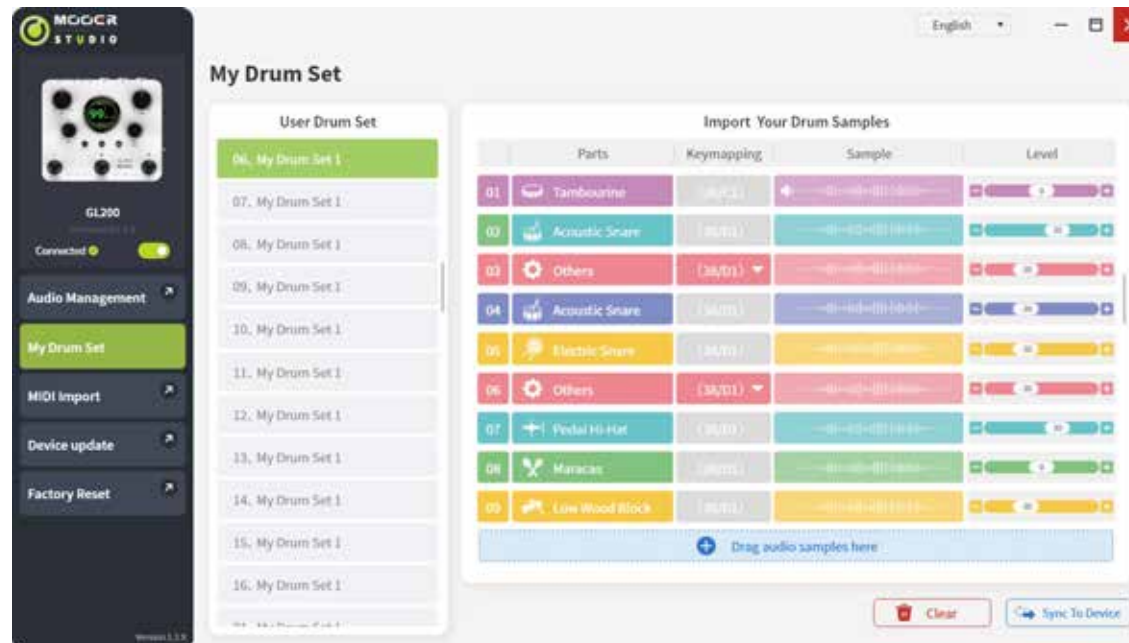 MOOER
STUDIO
English
GL200
Connected
Audio Management
My Drum Set
MIDI Import
Device update
Factory Reset
My Drum Set
User Drum Set
06. My Drum Set 1
07. My Drum Set 1
08. My Drum Set 1
09. My Drum Set 1
10. My Drum Set 1
11. My Drum Set 1
12. My Drum Set 1
13. My Drum Set 1
14. My Drum Set 1
15. My Drum Set 1
16. My Drum Set 1
Import Your Drum Samples
Parts Keymapping Sample Level
01 Tambourine
02 Acoustic Snare
03 Others (38/D1)
04 Acoustic Snare
05 Electric Snare
06 Others (38/D1)
07 Pedal Hi-Hat
08 Maracas
09 Low Wood Block
Drag audio samples here
Clear
Sync To Device